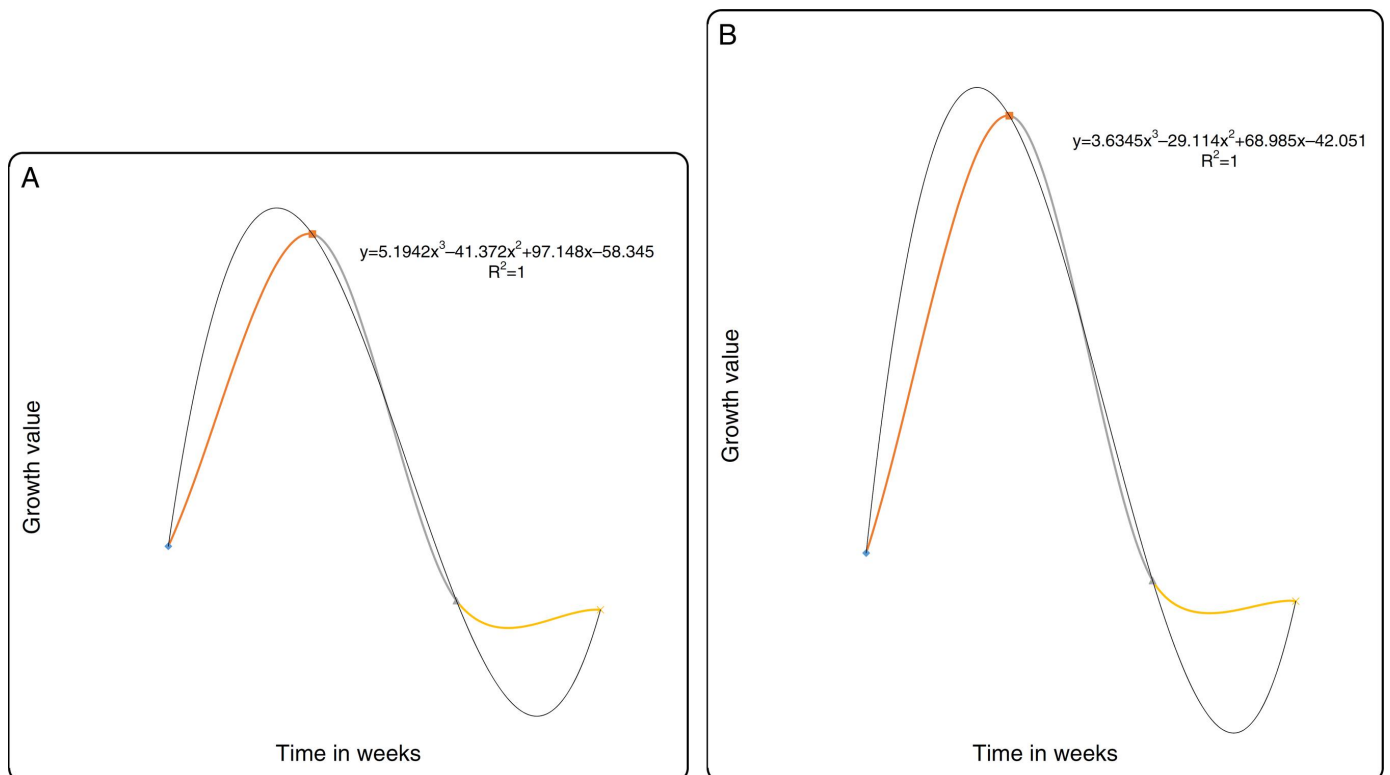 A
y=5.1942x³–41.372x²+97.148x–58.345
R²=1
Growth value
Time in weeks
B
y=3.6345x³–29.114x²+68.985x–42.051
R²=1
Growth value
Time in weeks